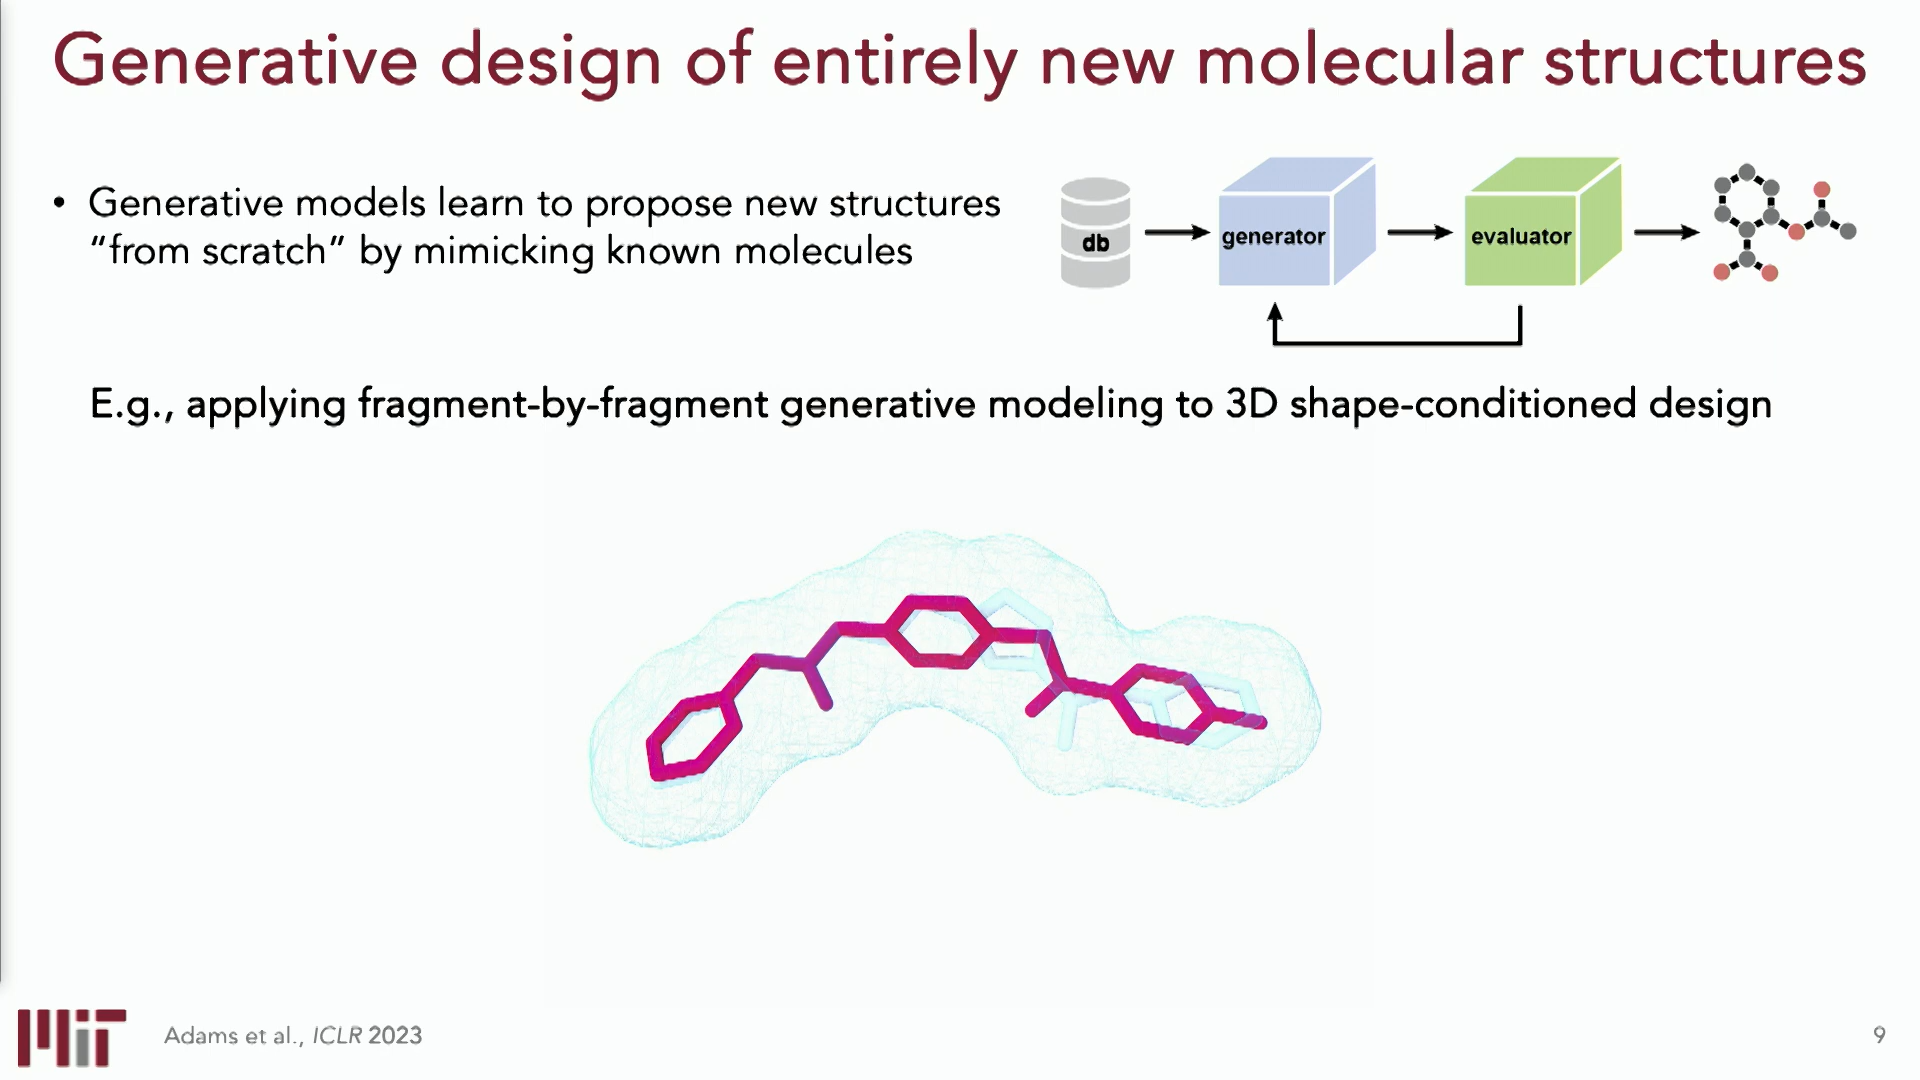 Generative design of entirely new molecular structures
• Generative models learn to propose new structures
“from scratch” by mimicking known molecules
db
generator
evaluator
E.g., applying fragment-by-fragment generative modeling to 3D shape-conditioned design
MIT
Adams et al., ICLR 2023
9